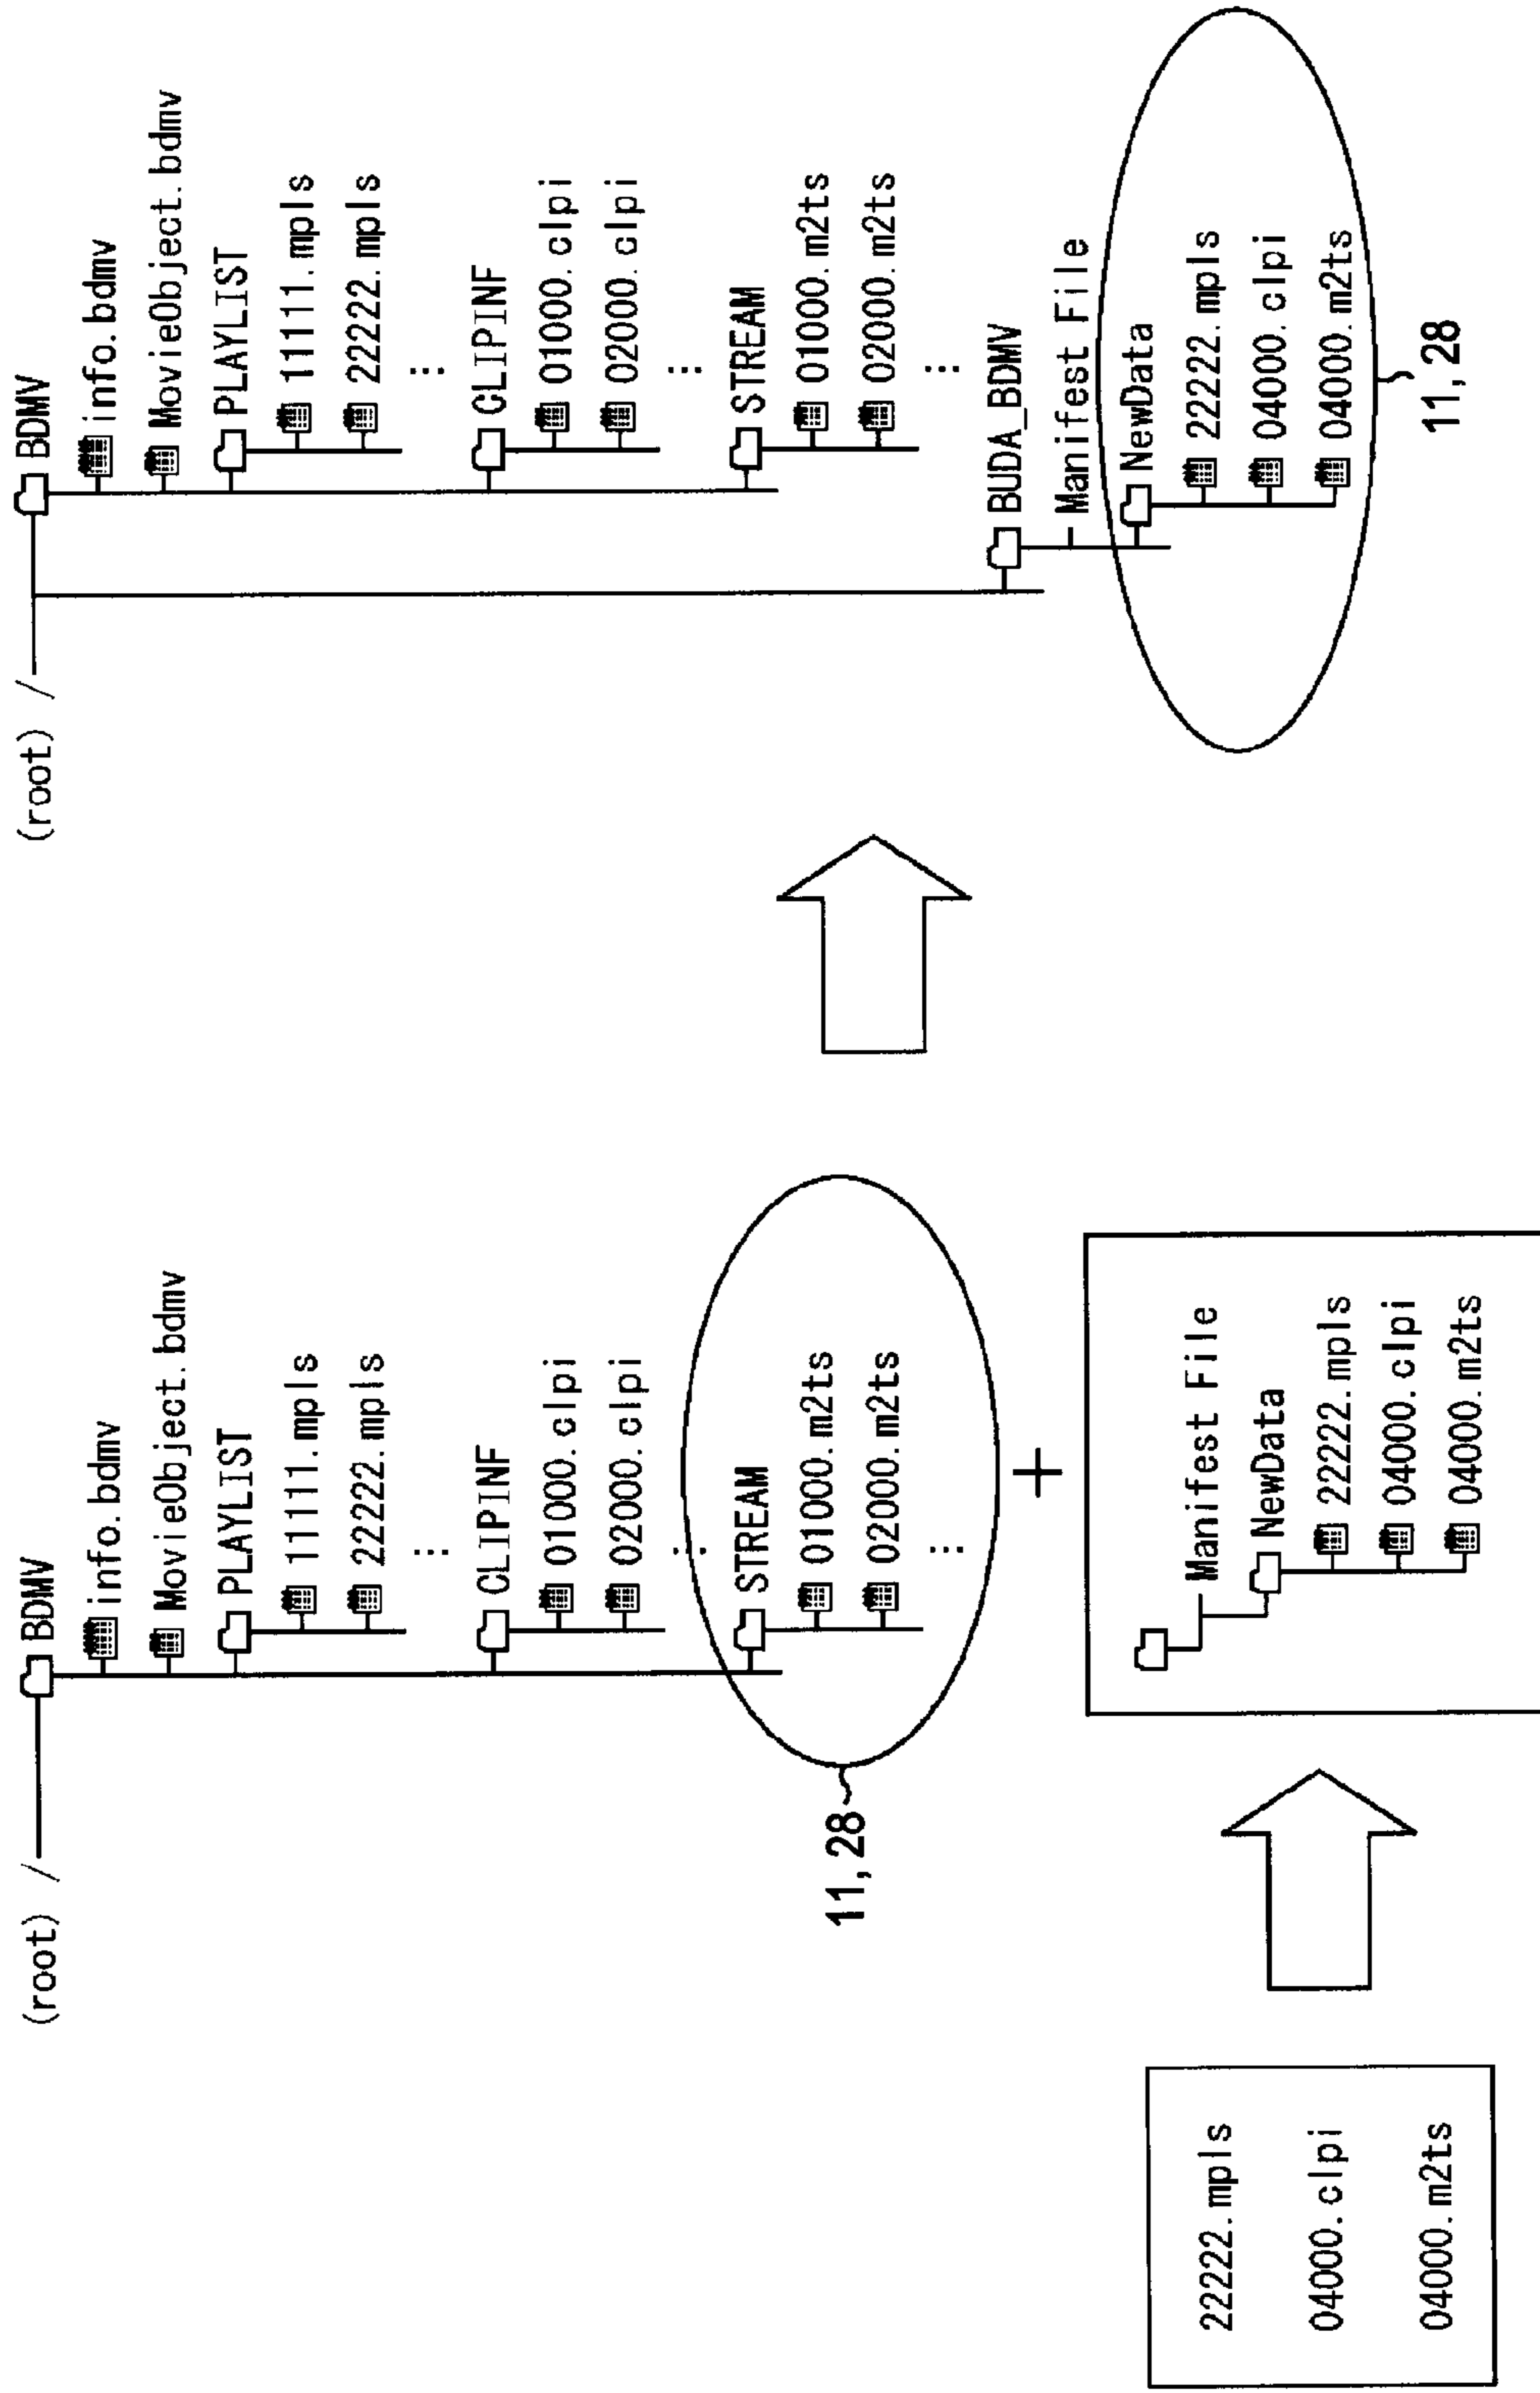 (root) /
BDMV
info.bdmv
MovieObject.bdmv
PLAYLIST
11111.mpls
22222.mpls
...
CLIPINF
01000.clpi
02000.clpi
...
STREAM
01000.m2ts
02000.m2ts
...
11, 28
+
22222.mpls
04000.clpi
04000.m2ts
Manifest File
NewData
22222.mpls
04000.clpi
04000.m2ts
(root) /
BDMV
info.bdmv
MovieObject.bdmv
PLAYLIST
11111.mpls
22222.mpls
...
CLIPINF
01000.clpi
02000.clpi
...
STREAM
01000.m2ts
02000.m2ts
...
BUDA_BDMV
Manifest File
NewData
22222.mpls
04000.clpi
04000.m2ts
11, 28